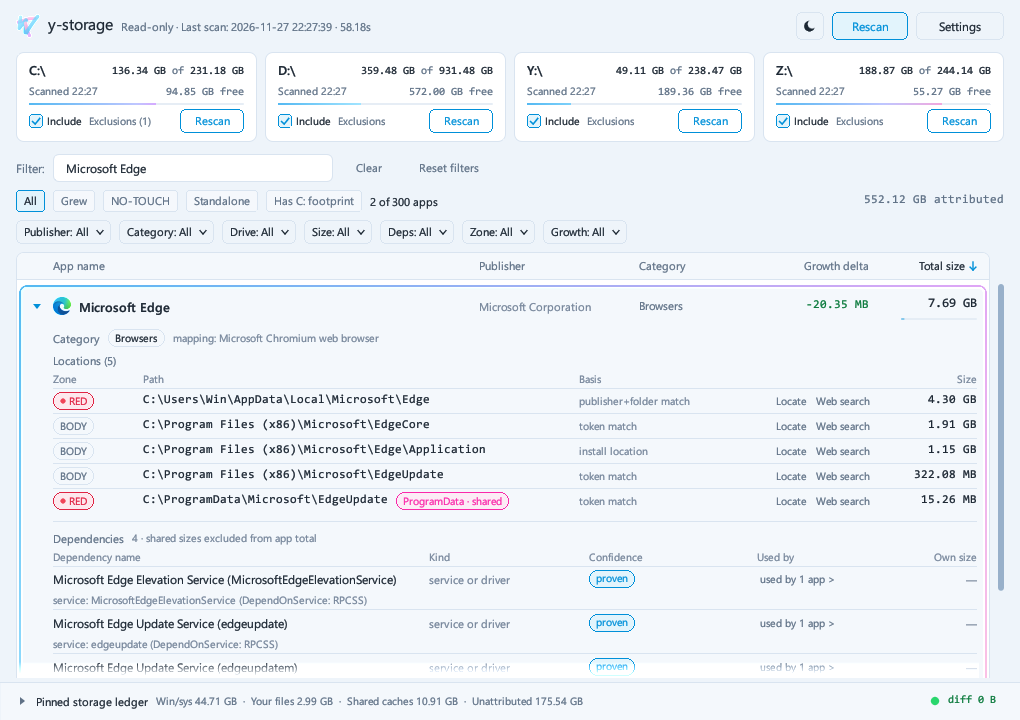 y-storage Read-only · Last scan: 2026-11-27 22:27:39 · 58.18s Rescan Settings
C:\ 136.34 GB of 231.18 GB
Scanned 22:27 94.85 GB free
Include Exclusions (1) Rescan
D:\ 359.48 GB of 931.48 GB
Scanned 22:27 572.00 GB free
Include Exclusions Rescan
Y:\ 49.11 GB of 238.47 GB
Scanned 22:27 189.36 GB free
Include Exclusions Rescan
Z:\ 188.87 GB of 244.14 GB
Scanned 22:27 55.27 GB free
Include Exclusions Rescan
Filter: Microsoft Edge Clear Reset filters
All Grew NO-TOUCH Standalone Has C: footprint 2 of 300 apps 552.12 GB attributed
Publisher: All Category: All Drive: All Size: All Deps: All Zone: All Growth: All
App name Publisher Category Growth delta Total size ↓
Microsoft Edge Microsoft Corporation Browsers -20.35 MB 7.69 GB
Category Browsers mapping: Microsoft Chromium web browser
Locations (5)
Zone Path Basis Size
RED C:\Users\Win\AppData\Local\Microsoft\Edge publisher+folder match Locate Web search 4.30 GB
BODY C:\Program Files (x86)\Microsoft\EdgeCore token match Locate Web search 1.91 GB
BODY C:\Program Files (x86)\Microsoft\Edge\Application install location Locate Web search 1.15 GB
BODY C:\Program Files (x86)\Microsoft\EdgeUpdate token match Locate Web search 322.08 MB
RED C:\ProgramData\Microsoft\EdgeUpdate ProgramData · shared token match Locate Web search 15.26 MB
Dependencies 4 · shared sizes excluded from app total
Dependency name Kind Confidence Used by Own size
Microsoft Edge Elevation Service (MicrosoftEdgeElevationService) service or driver proven used by 1 app > —
service: MicrosoftEdgeElevationService (DependOnService: RPCSS)
Microsoft Edge Update Service (edgeupdate) service or driver proven used by 1 app > —
service: edgeupdate (DependOnService: RPCSS)
Microsoft Edge Update Service (edgeupdatem) service or driver proven used by 1 app > —
Pinned storage ledger Win/sys 44.71 GB · Your files 2.99 GB · Shared caches 10.91 GB · Unattributed 175.54 GB diff 0 B